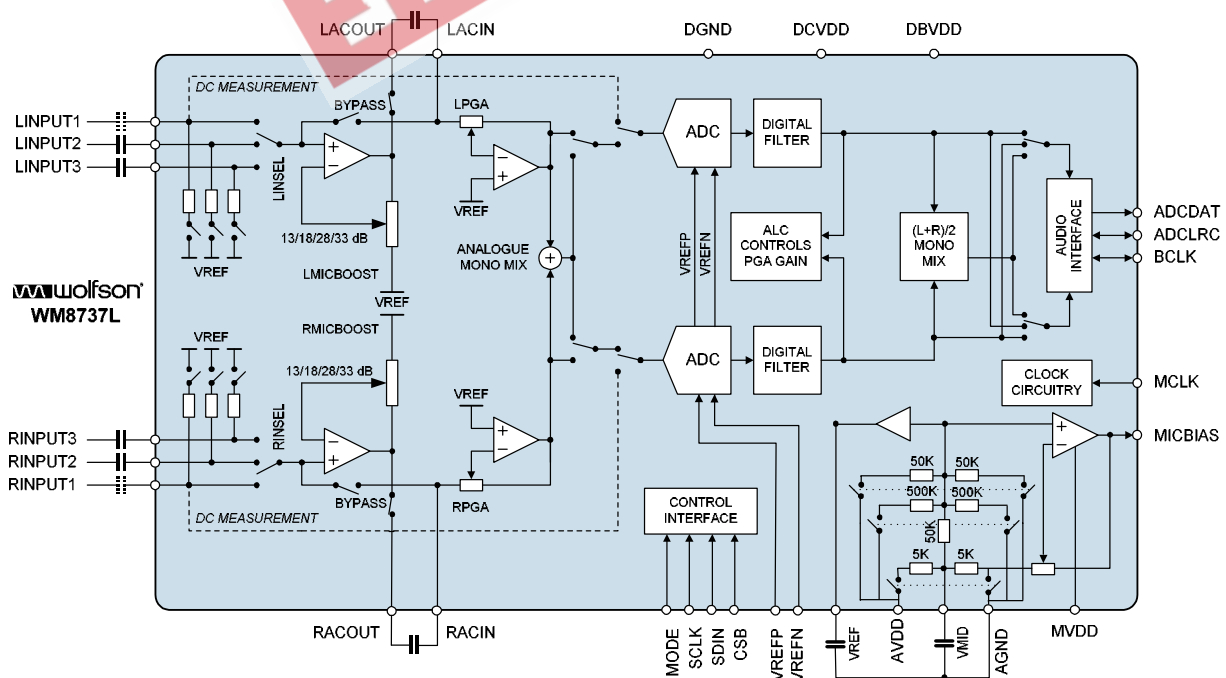 LACOUT
LACIN
DGND
DCVDD
DBVDD
DC MEASUREMENT
BYPASS
LPGA
LINPUT1
LINPUT2
LINPUT3
LINSEL
ADC
DIGITAL
FILTER
VREF
13/18/28/33 dB
VREF
ANALOGUE
MONO MIX
VREFP
VREFN
ALC
CONTROLS
PGA GAIN
(L+R)/2
MONO
MIX
AUDIO
INTERFACE
ADCDAT
ADCLRC
BCLK
LMICBOOST
VREF
RMICBOOST
wolfson
WM8737L
VREF
13/18/28/33 dB
VREF
ADC
DIGITAL
FILTER
CLOCK
CIRCUITRY
MCLK
RINSEL
RINPUT3
RINPUT2
RINPUT1
MICBIAS
BYPASS
RPGA
DC MEASUREMENT
CONTROL
INTERFACE
50K
50K
500K
500K
50K
5K
5K
RACOUT
RACIN
MODE
SCLK
SDIN
CSB
VREFP
VREFN
VREF
AVDD
VMID
AGND
MVDD